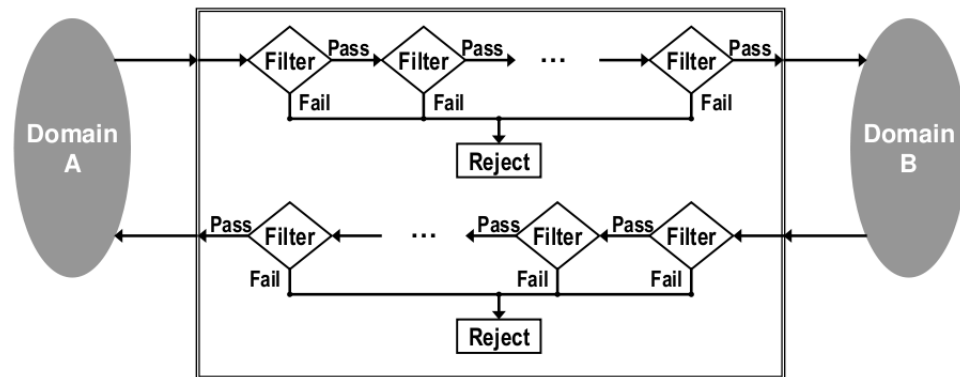 Pass Pass Pass
Filter Filter ... Filter
Fail Fail Fail
Domain
A
Domain
B
Reject
Pass Pass Pass
Filter ... Filter Filter
Fail Fail Fail
Reject